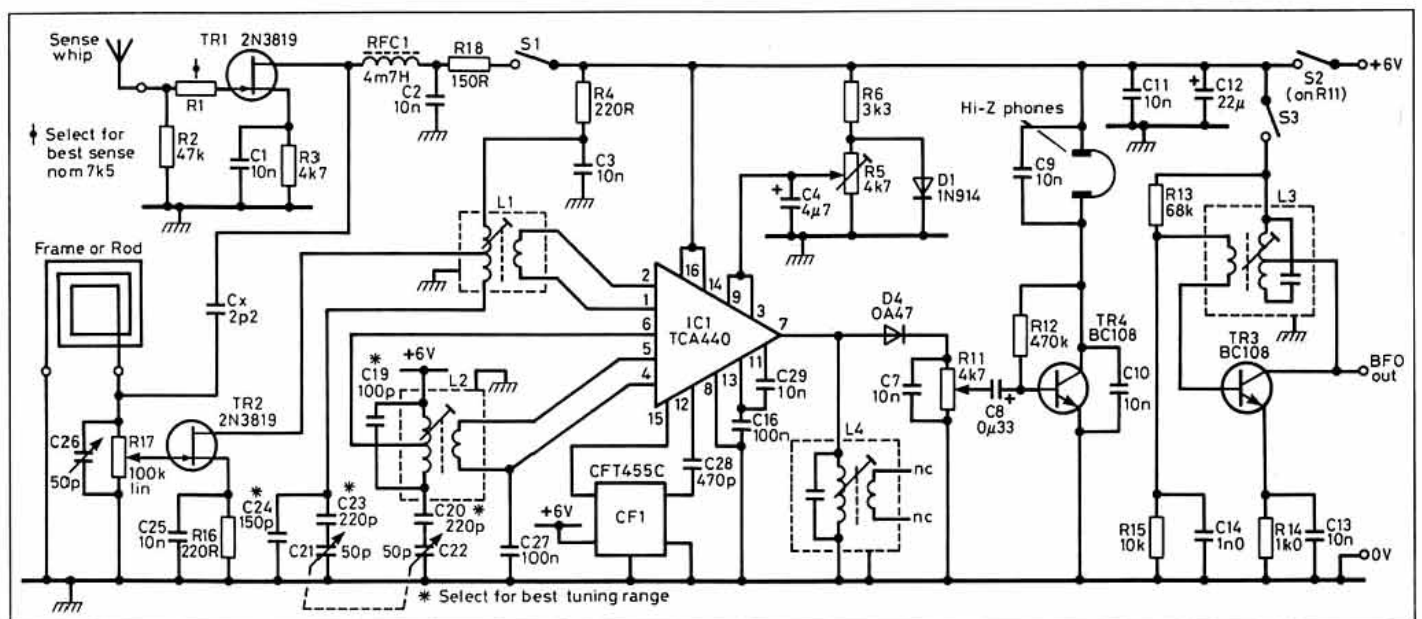 Sense
whip
TR1
2N3819
R1
Select for
best sense
nom 7k5
R2
47k
C1
10n
R3
4k7
RFC1
4m7H
C2
10n
R18
150R
S1
R4
220R
C3
10n
R6
3k3
C4
4µ7
+
R5
4k7
D1
1N914
Hi-Z phones
C9
10n
C11
10n
+
C12
22µ
S2
(on R11)
+6V
S3
R13
68k
L3
Frame or Rod
Cx
2p2
L1
C26
50p
R17
100k
lin
TR2
2N3819
C25
10n
R16
220R
*
C24
150p
*
C23
220p
C21
50p
+6V
*
C19
100p
L2
*
C20
220p
50p
C22
C27
100n
* Select for best tuning range
2
1
6
5
4
15
12
8
13
11
16
14
9
3
7
IC1
TCA440
CFT455C
CF1
+6V
C28
470p
C29
10n
C16
100n
D4
OA47
C7
10n
R11
4k7
C8
0µ33
+
R12
470k
TR4
BC108
C10
10n
L4
nc
nc
TR3
BC108
BFO
out
R15
10k
C14
1n0
R14
1k0
C13
10n
0V